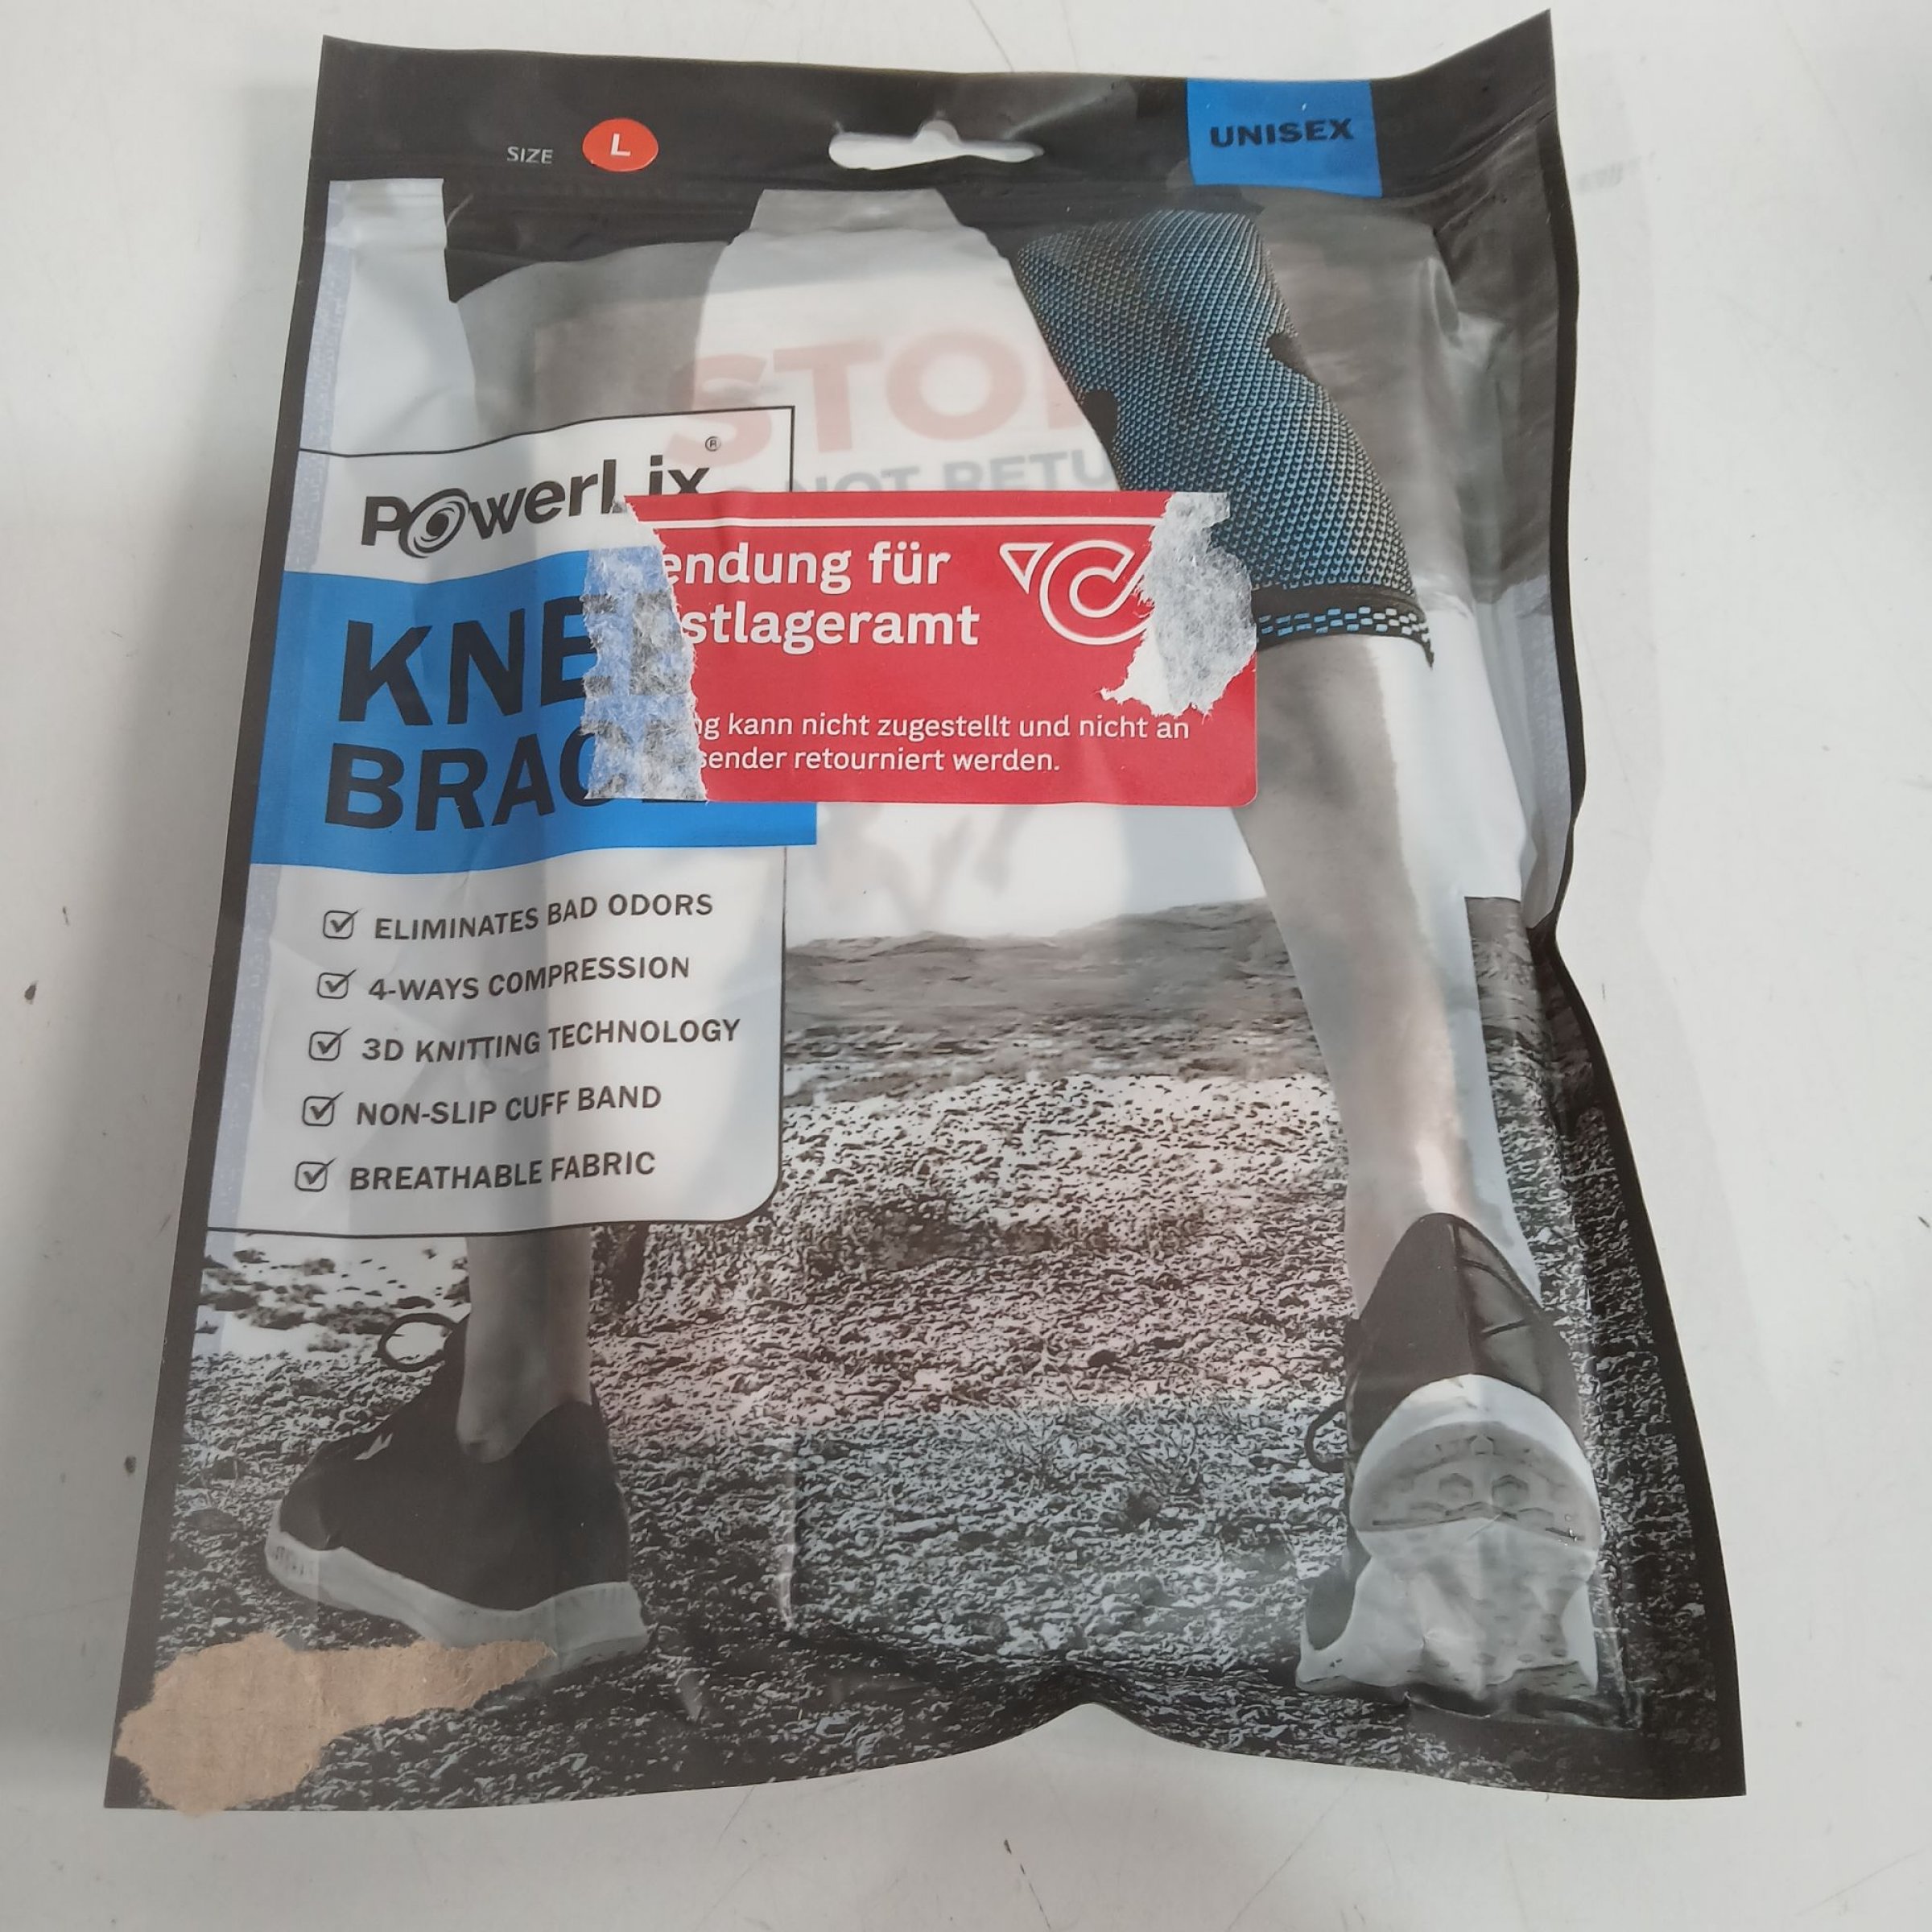 SIZE L
UNISEX
STO
NOT RETU
PowerLix®
KNE
BRAC
endung für
stlageramt
ng kann nicht zugestellt und nicht an
sender retourniert werden.
ELIMINATES BAD ODORS
4-WAYS COMPRESSION
3D KNITTING TECHNOLOGY
NON-SLIP CUFF BAND
BREATHABLE FABRIC